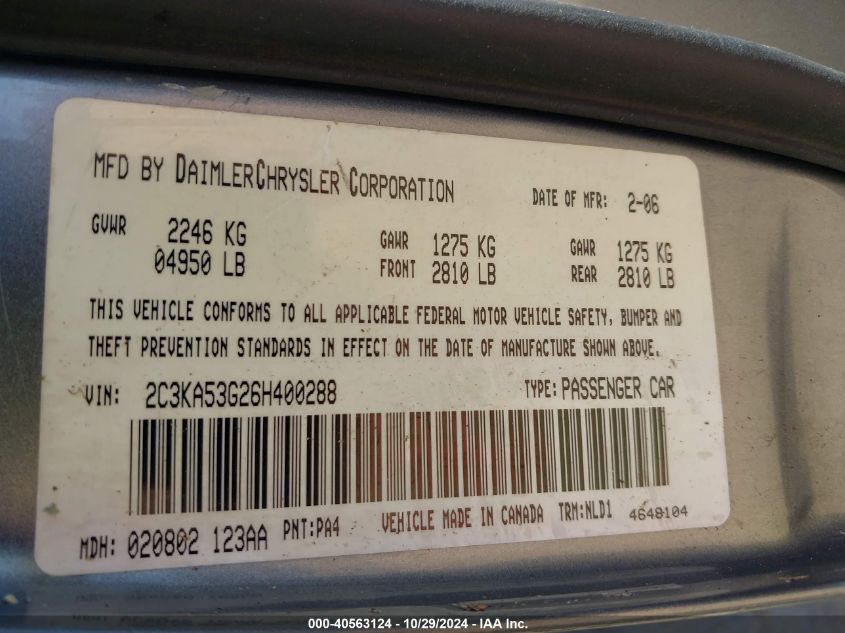 MFD BY DAIMLERCHRYSLER CORPORATION DATE OF MFR: 2-06
GVWR 2246 KG GAWR 1275 KG GAWR 1275 KG
04950 LB FRONT 2810 LB REAR 2810 LB
THIS VEHICLE CONFORMS TO ALL APPLICABLE FEDERAL MOTOR VEHICLE SAFETY, BUMPER AND
THEFT PREVENTION STANDARDS IN EFFECT ON THE DATE OF MANUFACTURE SHOWN ABOVE.
VIN: 2C3KA53G26H400288 TYPE: PASSENGER CAR
MDH: 020802 123AA PNT:PA4 VEHICLE MADE IN CANADA TRM:NLD1 4648104
000-40563124 - 10/29/2024 - IAA Inc.